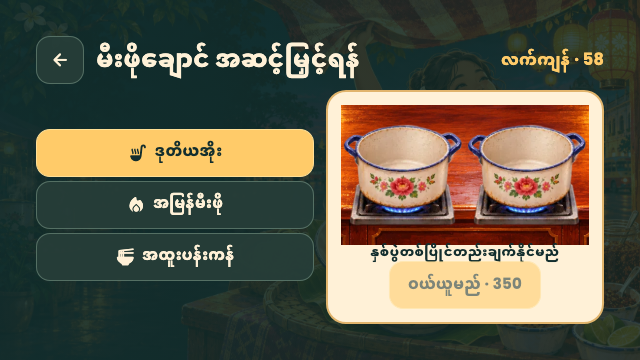 မီးဖိုချောင် အဆင့်မြှင့်ရန်
လက်ကျန် · 58
ဒုတိယအိုး
အမြန်မီးဖို
အထူးပန်းကန်
နှစ်ပွဲတစ်ပြိုင်တည်းချက်နိုင်မည်
ဝယ်ယူမည် · 350